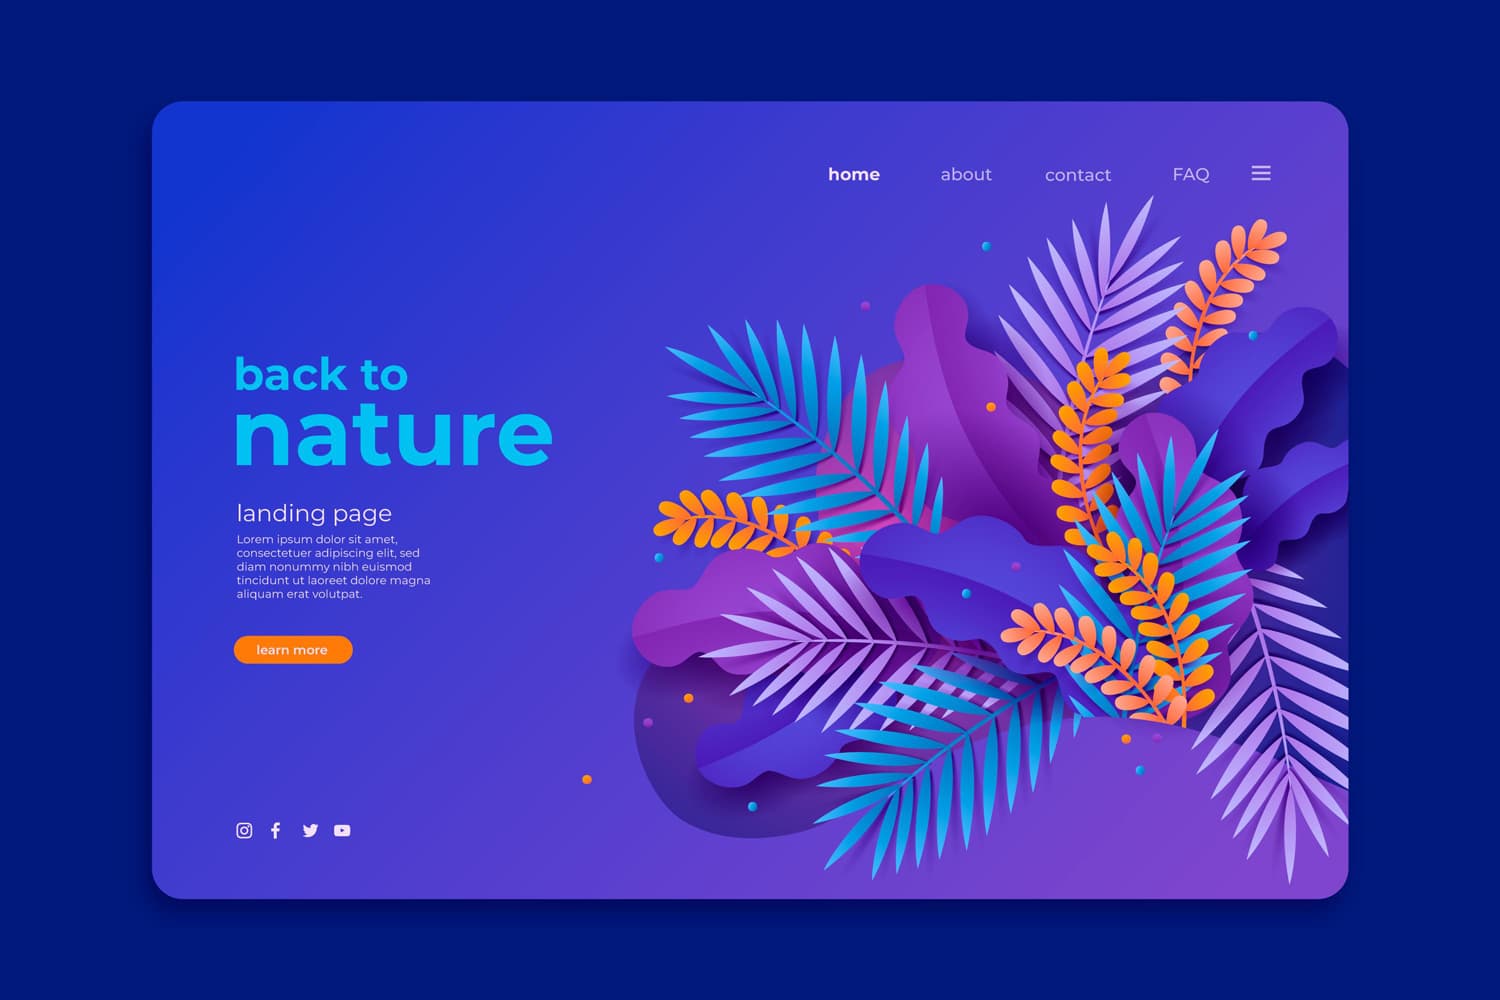 home about contact FAQ
back to
nature
landing page
Lorem ipsum dolor sit amet,
consectetuer adipiscing elit, sed
diam nonummy nibh euismod
tincidunt ut laoreet dolore magna
aliquam erat volutpat.
learn more